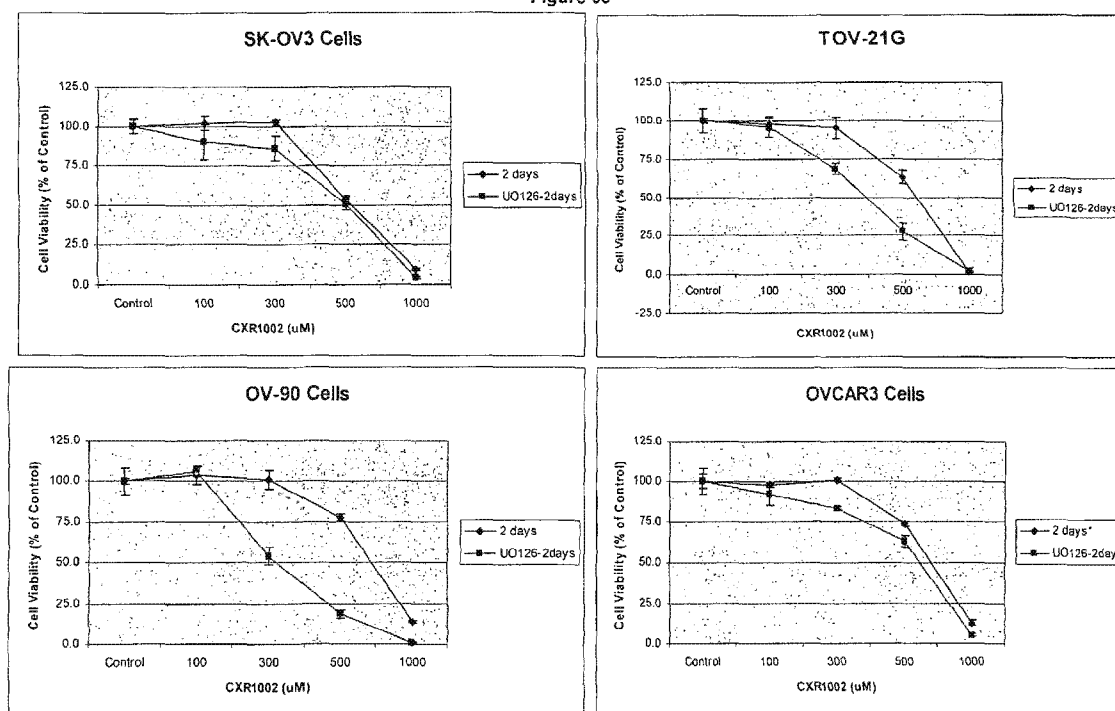 SK-OV3 Cells
125.0
100.0
75.0
50.0
25.0
0.0
Cell Viability (% of Control)
Control 100 300 500 1000
CXR1002 (uM)
2 days
UO126-2days
TOV-21G
125.0
100.0
75.0
50.0
25.0
0.0
-25.0
Cell Viability (% of Control)
Control 100 300 500 1000
CXR1002 (uM)
2 days
UO126-2days
OV-90 Cells
125.0
100.0
75.0
50.0
25.0
0.0
Cell Viability (% of Control)
Control 100 300 500 1000
CXR1002 (uM)
2 days
UO126-2days
OVCAR3 Cells
125.0
100.0
75.0
50.0
25.0
0.0
Cell Viability (% of Control)
Control 100 300 500 1000
CXR1002 (uM)
2 days*
UO126-2day